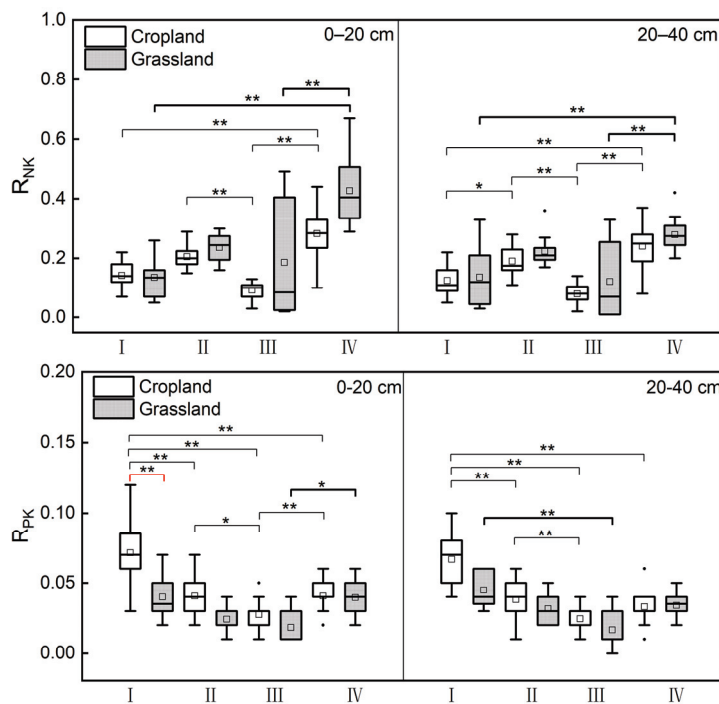 1.0
0.8
0.6
0.4
0.2
0.0
R_NK
Cropland
Grassland
0–20 cm
20–40 cm
**
**
**
**
**
**
**
**
*
**
**
I II III IV
I II III IV
0.20
0.15
0.10
0.05
0.00
R_PK
Cropland
Grassland
0-20 cm
20-40 cm
**
**
**
**
*
**
*
**
**
**
**
**
I II III IV
I II III IV